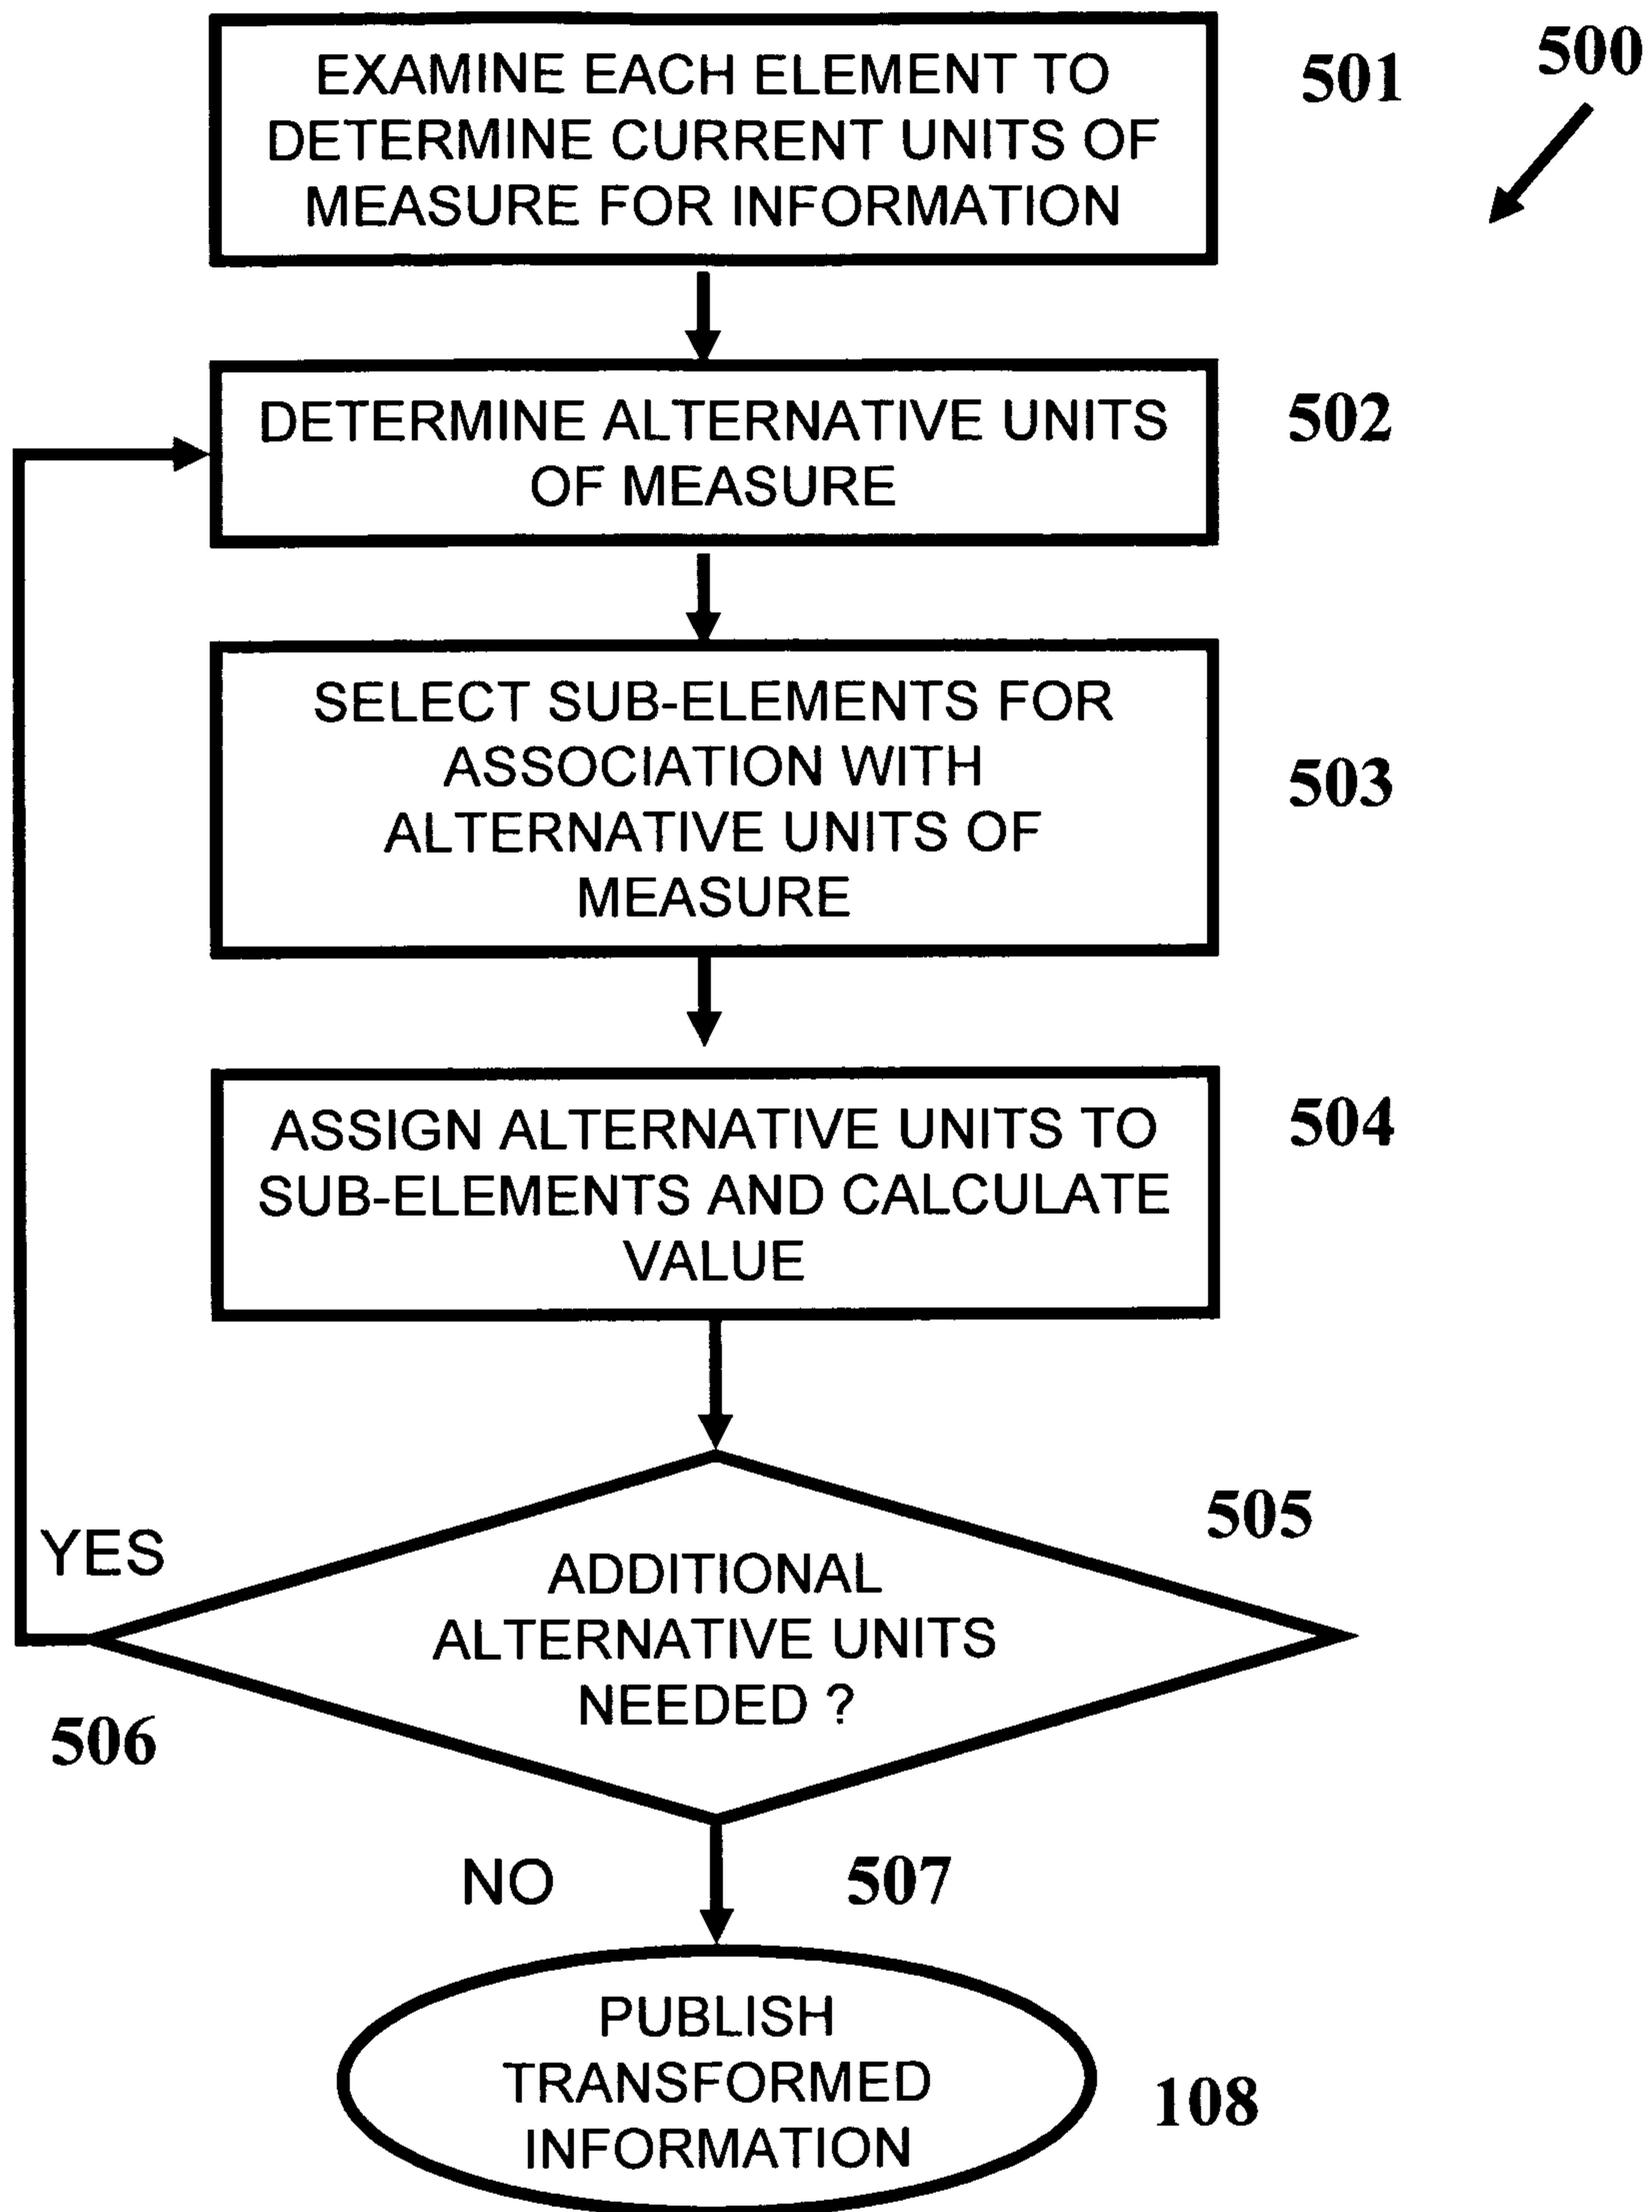 500
501
EXAMINE EACH ELEMENT TO
DETERMINE CURRENT UNITS OF
MEASURE FOR INFORMATION
502
DETERMINE ALTERNATIVE UNITS
OF MEASURE
503
SELECT SUB-ELEMENTS FOR
ASSOCIATION WITH
ALTERNATIVE UNITS OF
MEASURE
504
ASSIGN ALTERNATIVE UNITS TO
SUB-ELEMENTS AND CALCULATE
VALUE
505
YES
ADDITIONAL
ALTERNATIVE UNITS
NEEDED ?
506
NO
507
PUBLISH
TRANSFORMED
INFORMATION
108